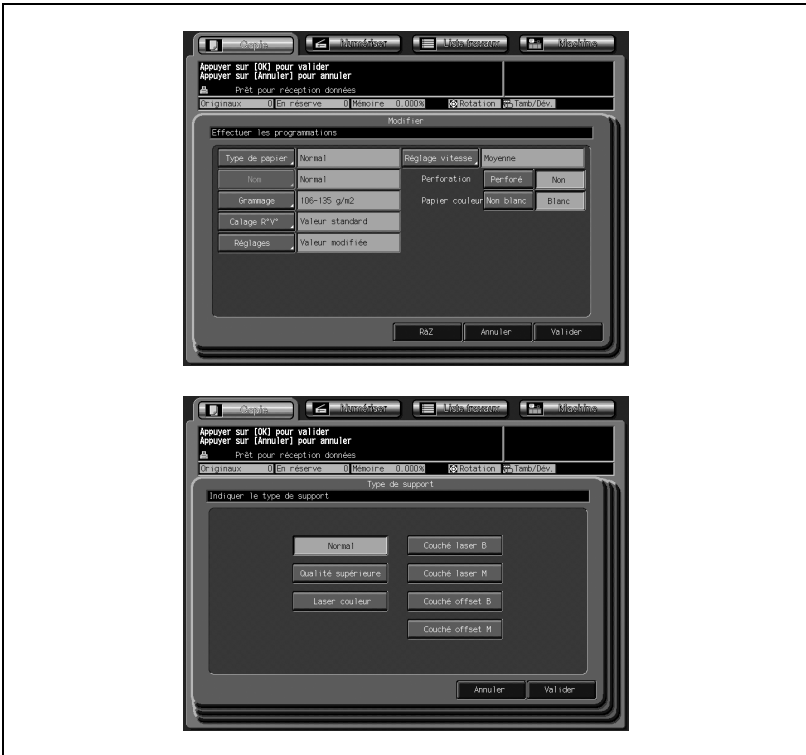 Copie Numériser Liste travaux Machine
Appuyer sur [OK] pour valider
Appuyer sur [Annuler] pour annuler
Prêt pour réception données
Originaux 0 En réserve 0 Mémoire 0.000% Rotation Tamb/Dév.
Modifier
Effectuer les programmations
Type de papier Normal Réglage vitesse Moyenne
Nom Normal Perforation Perforé Non
Grammage 106-135 g/m2 Papier couleur Non blanc Blanc
Calage R°V° Valeur standard
Réglages Valeur modifiée
RàZ Annuler Valider
Copie Numériser Liste travaux Machine
Appuyer sur [OK] pour valider
Appuyer sur [Annuler] pour annuler
Prêt pour réception données
Originaux 0 En réserve 0 Mémoire 0.000% Rotation Tamb/Dév.
Type de support
Indiquer le type de support
Normal Couché laser B
Qualité supérieure Couché laser M
Laser couleur Couché offset B
Couché offset M
Annuler Valider